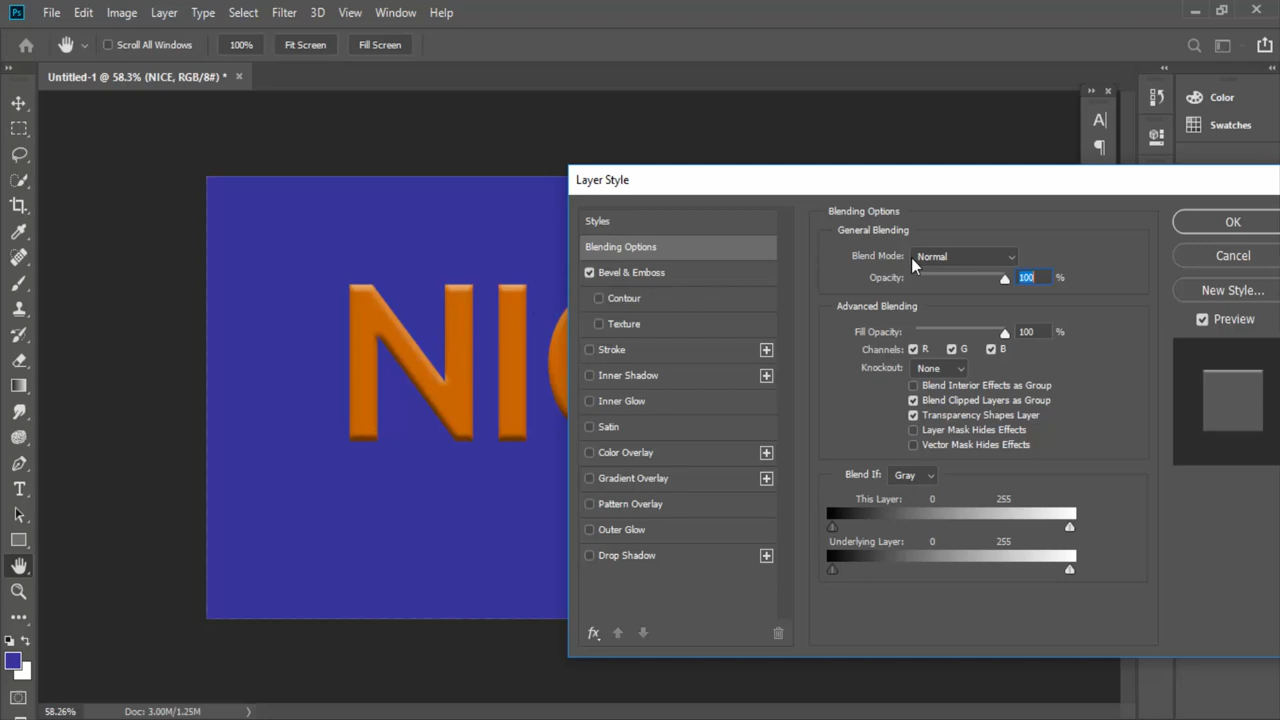 Ps File Edit Image Layer Type Select Filter 3D View Window Help
Scroll All Windows 100% Fit Screen Fill Screen
Untitled-1 @ 58.3% (NICE, RGB/8#) * ×
Color
Swatches
NIC
Layer Style
Styles
Blending Options
Bevel & Emboss
Contour
Texture
Stroke
Inner Shadow
Inner Glow
Satin
Color Overlay
Gradient Overlay
Pattern Overlay
Outer Glow
Drop Shadow
fx
Blending Options
General Blending
Blend Mode: Normal
Opacity: 100 %
Advanced Blending
Fill Opacity: 100 %
Channels: R G B
Knockout: None
Blend Interior Effects as Group
Blend Clipped Layers as Group
Transparency Shapes Layer
Layer Mask Hides Effects
Vector Mask Hides Effects
Blend If: Gray
This Layer: 0 255
Underlying Layer: 0 255
OK
Cancel
New Style...
Preview
58.26% Doc: 3.00M/1.25M